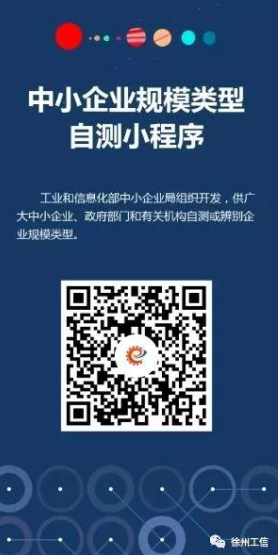 中小企业规模类型
自测小程序
工业和信息化部中小企业局组织开发，供广
大中小企业、政府部门和有关机构自测或辨别企
业规模类型。
徐州工信